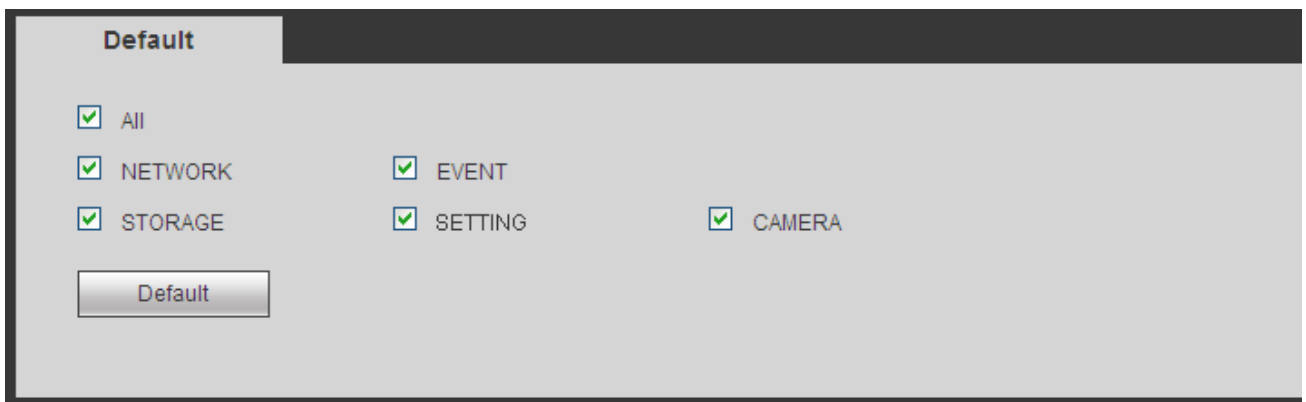 Default
All
NETWORK EVENT
STORAGE SETTING CAMERA
Default